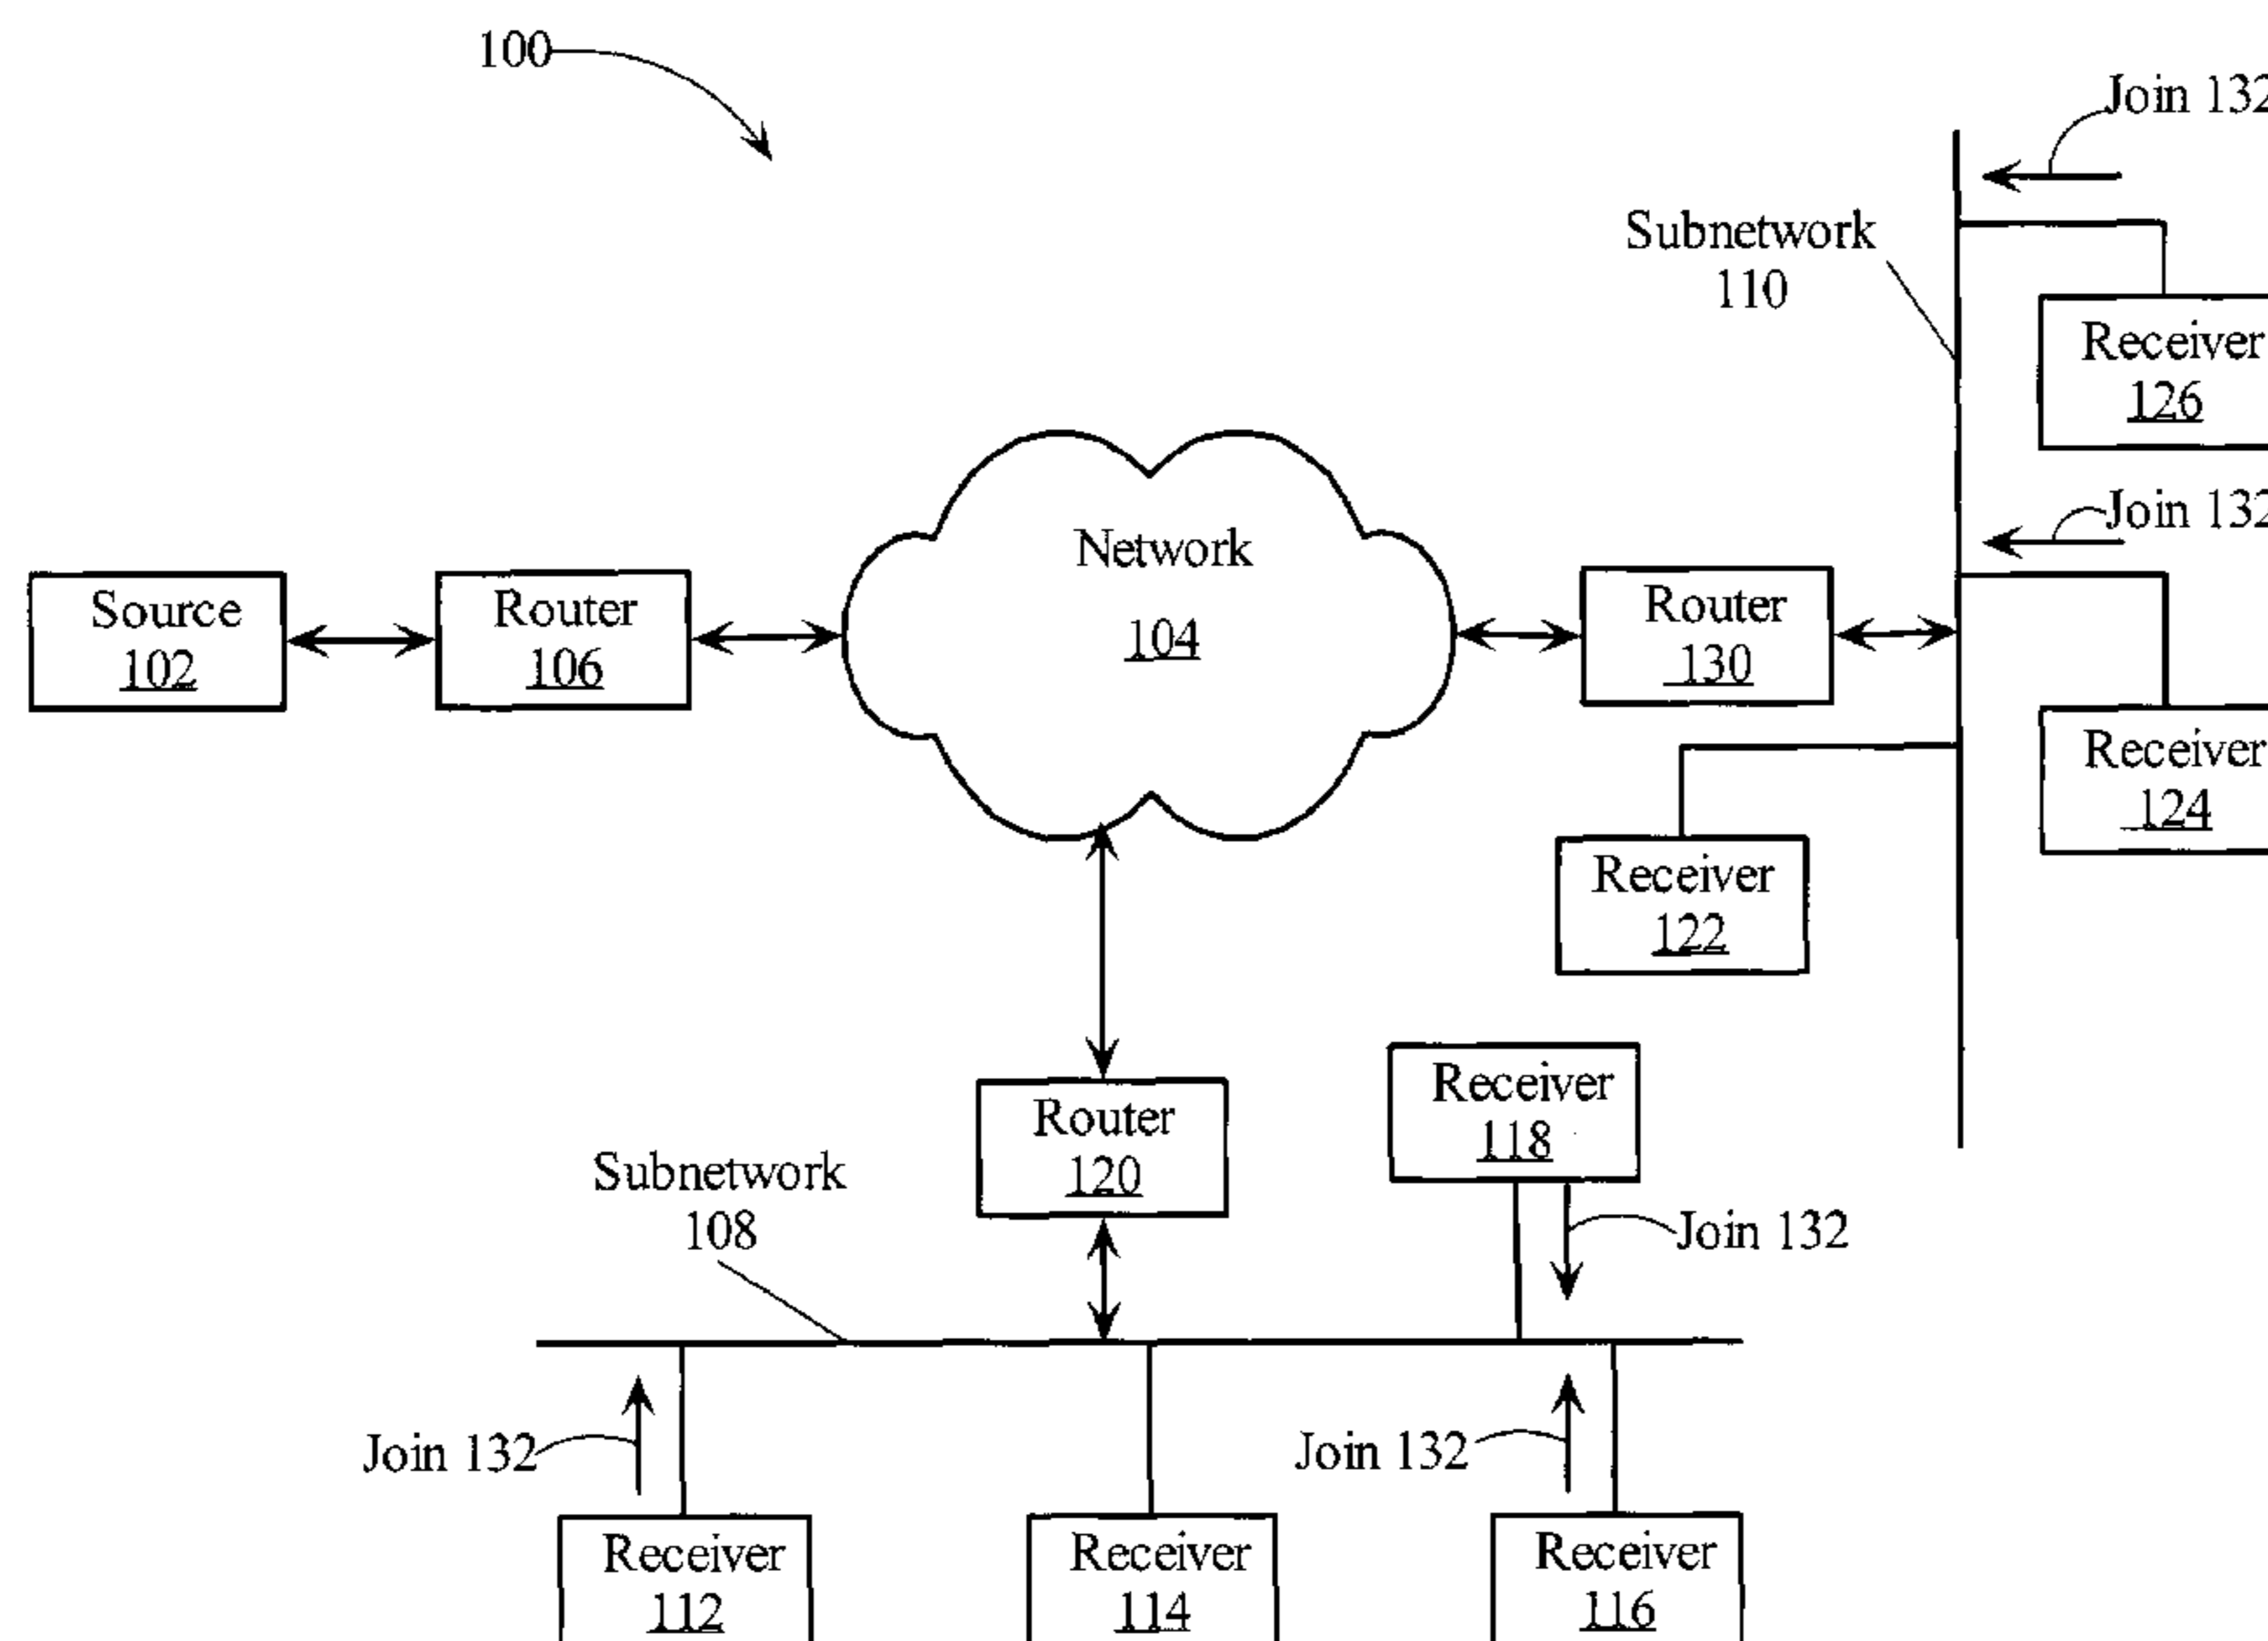 100
Join 132
Subnetwork
110
Receiver
126
Join 132
Network
104
Source
102
Router
106
Router
130
Receiver
124
Receiver
122
Router
120
Receiver
118
Subnetwork
108
Join 132
Join 132
Join 132
Receiver
112
Receiver
114
Receiver
116